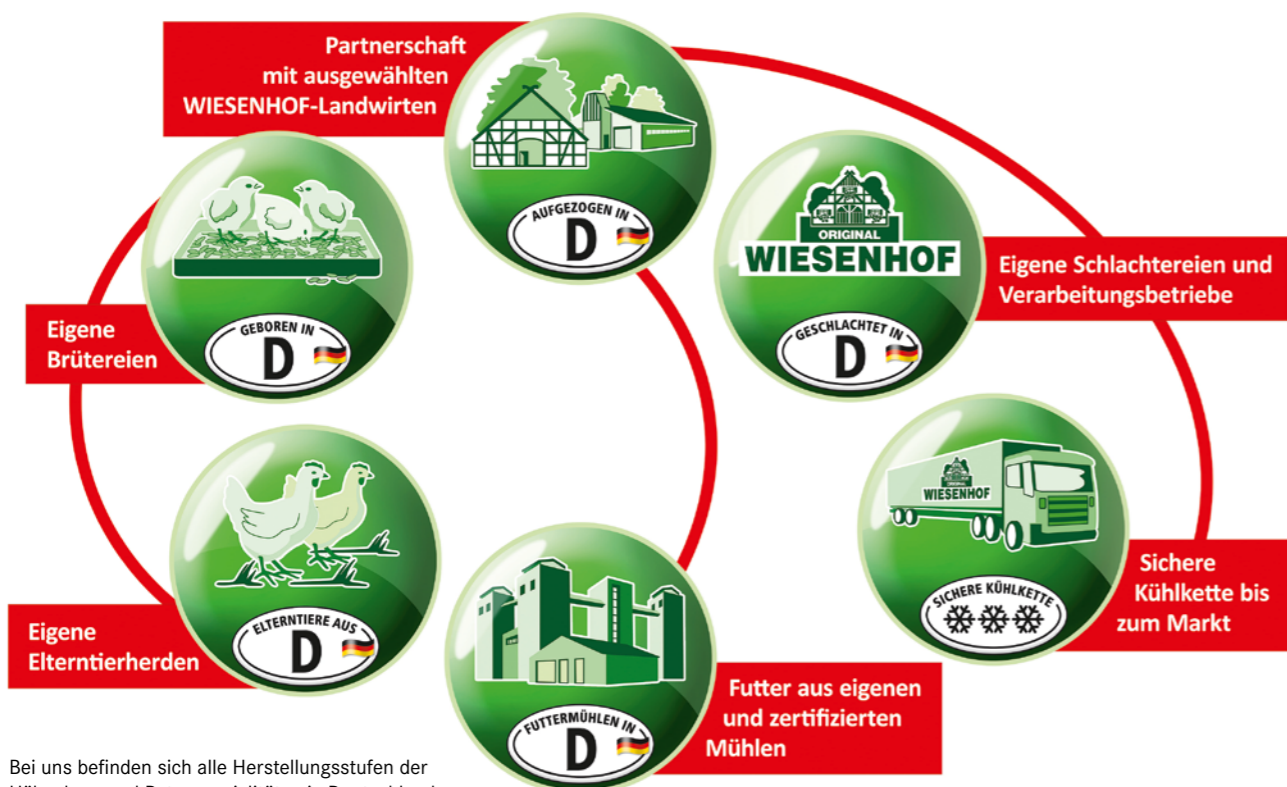 Partnerschaft
mit ausgewählten
WIESENHOF-Landwirten
AUFGEZOGEN IN
D
ORIGINAL
WIESENHOF
GESCHLACHTET IN
D
Eigene Schlachtereien und
Verarbeitungsbetriebe
GEBOREN IN
D
Eigene
Brütereien
ORIGINAL
WIESENHOF
SICHERE KÜHLKETTE
Sichere
Kühlkette bis
zum Markt
ELTERNTIERE AUS
D
Eigene
Elterntierherden
FUTTERMÜHLEN IN
D
Futter aus eigenen
und zertifizierten
Mühlen
Bei uns befinden sich alle Herstellungsstufen der